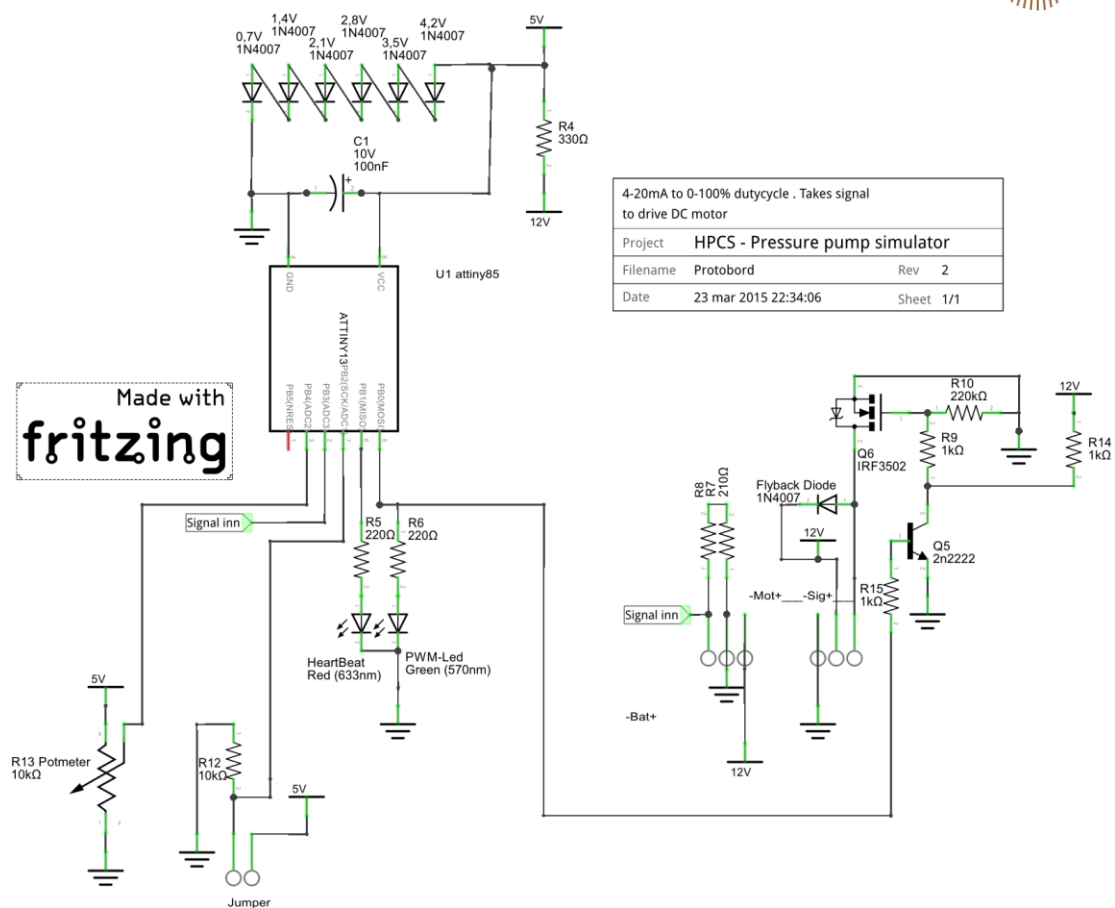 0,7V
1N4007
1,4V
1N4007
2,1V
1N4007
2,8V
1N4007
3,5V
1N4007
4,2V
1N4007
5V
R4
330Ω
12V
C1
10V
100nF
+
U1 attiny85
GND
VCC
ATTINY13
PB5(NRES
PB4(ADC2)
PB3(ADC3)
PB2(SCK/ADC
PB1(MISO
PB0(MOSI
4-20mA to 0-100% dutycycle . Takes signal
to drive DC motor
Project HPCS - Pressure pump simulator
Filename Protobord Rev 2
Date 23 mar 2015 22:34:06 Sheet 1/1
Made with
fritzing
Signal inn
R5
220Ω
R6
220Ω
HeartBeat
Red (633nm)
PWM-Led
Green (570nm)
5V
R13 Potmeter
10kΩ
R12
10kΩ
5V
Jumper
R10
220kΩ
12V
R9
1kΩ
R14
1kΩ
Q6
IRF3502
Flyback Diode
1N4007
R8
R7
210Ω
12V
Q5
2n2222
R15
1kΩ
-Mot+___-Sig+__
Signal inn
-Bat+
12V